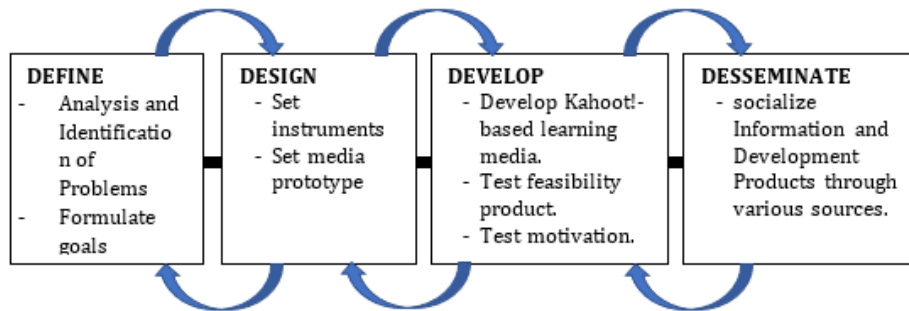 DEFINE
- Analysis and
Identificatio
n of
Problems
- Formulate
goals
DESIGN
- Set
instruments
- Set media
prototype
DEVELOP
- Develop Kahoot!-
based learning
media.
- Test feasibility
product.
- Test motivation.
DESSEMINATE
- socialize
Information and
Development
Products through
various sources.